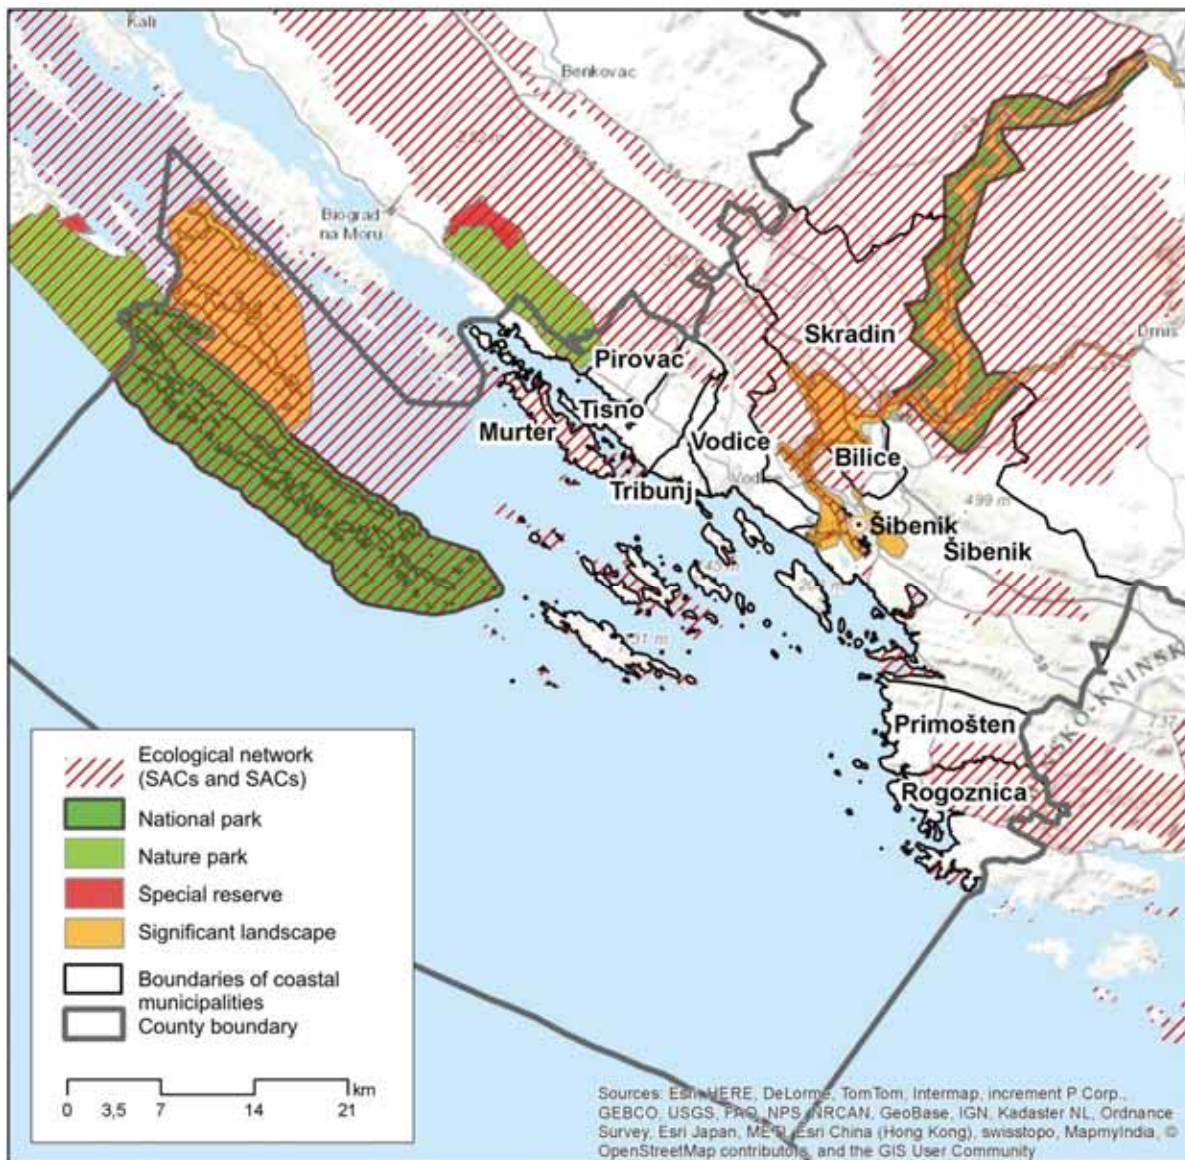 Kali
Benkovac
Biograd
na Moru
Skradin
Drnis
Pirovac
Tisno
Murter
Vodice
Bilice
Tribunj
499 m
Šibenik
Šibenik
Primošten
737
Rogoznica
Ecological network
(SACs and SACs)
National park
Nature park
Special reserve
Significant landscape
Boundaries of coastal
municipalities
County boundary
km
0 3,5 7 14 21
Sources: Esri, HERE, DeLorme, TomTom, Intermap, increment P Corp.,
GEBCO, USGS, FAO, NPS, NRCAN, GeoBase, IGN, Kadaster NL, Ordnance
Survey, Esri Japan, METI, Esri China (Hong Kong), swisstopo, MapmyIndia, ©
OpenStreetMap contributors, and the GIS User Community